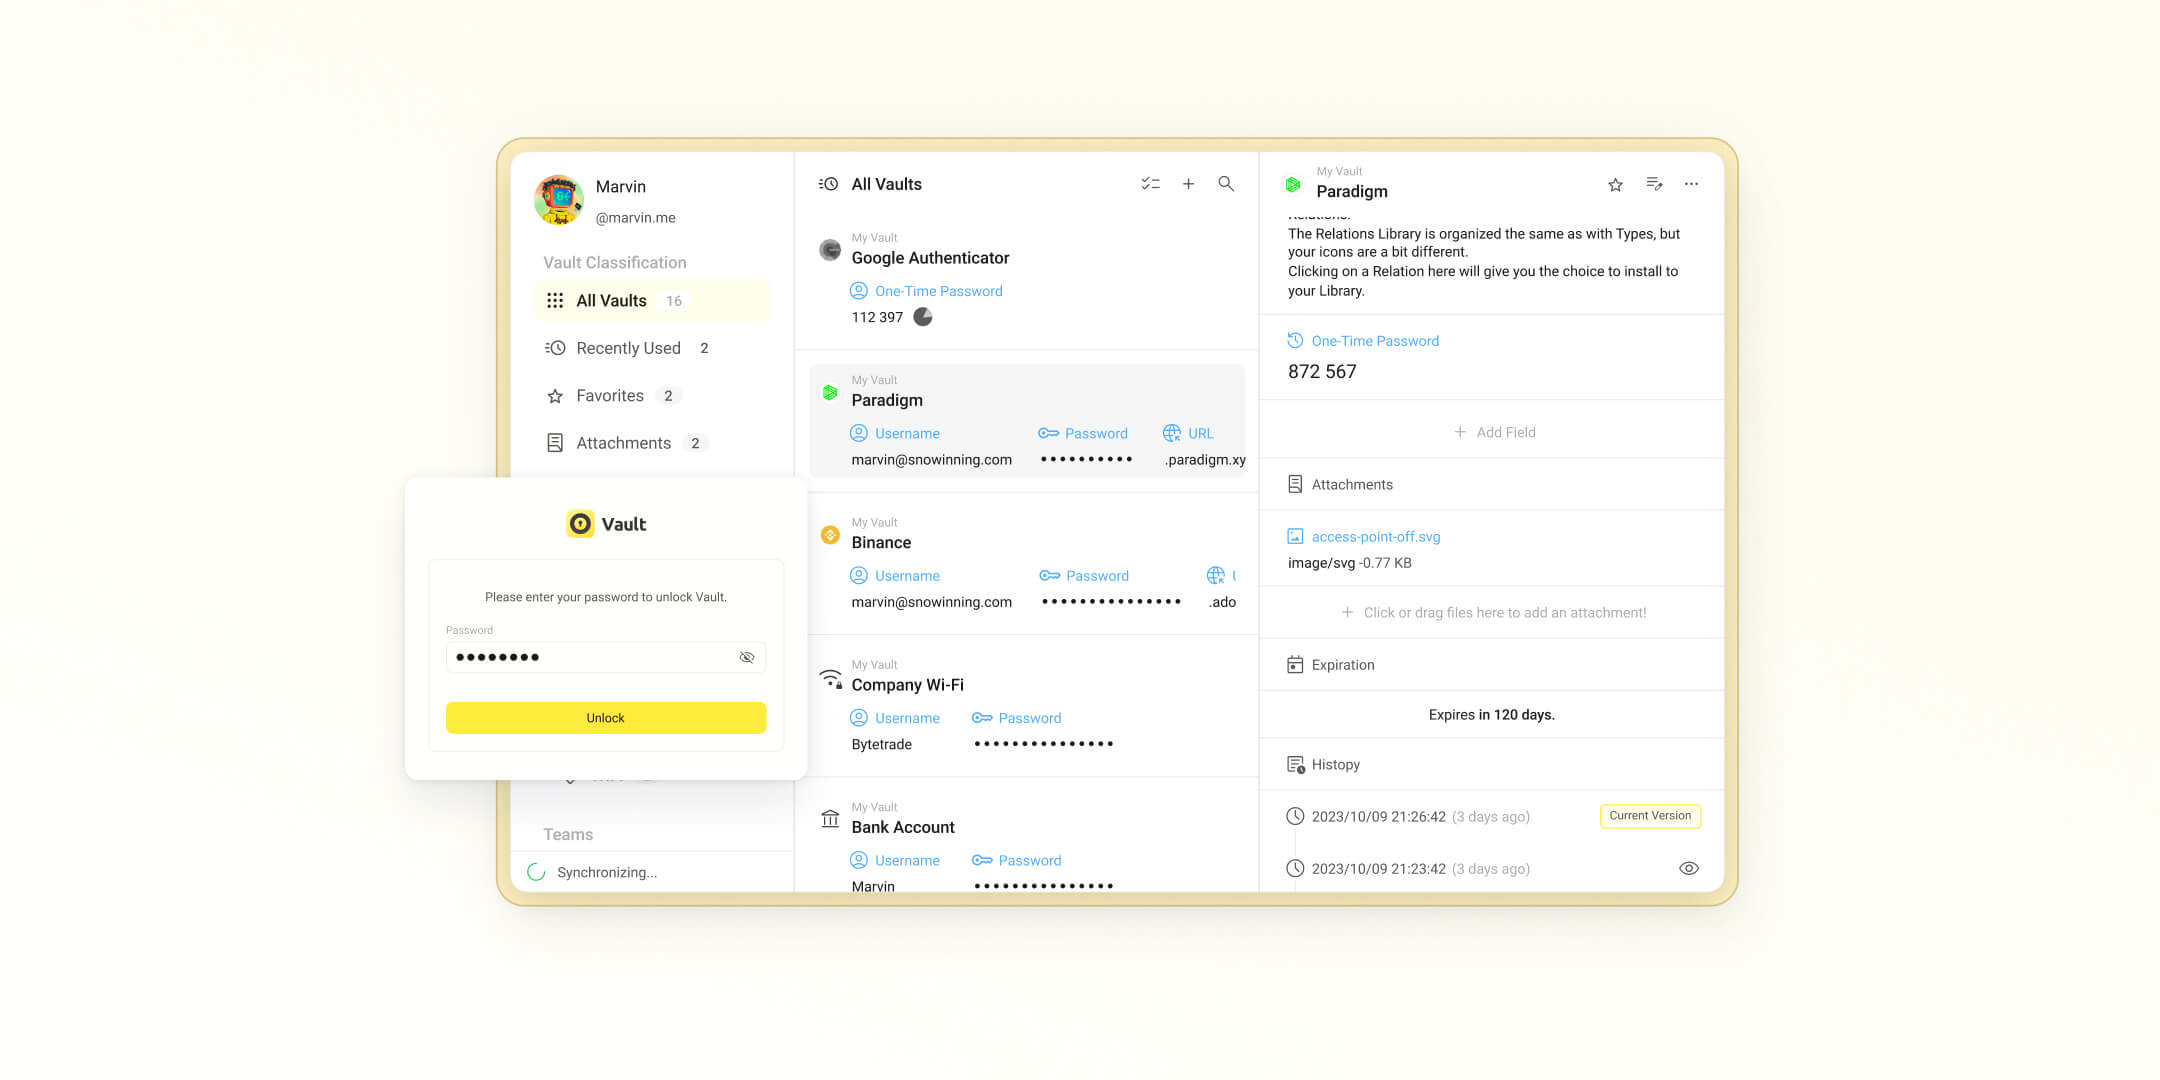 Marvin
@marvin.me
Vault Classification
All Vaults 16
Recently Used 2
Favorites 2
Attachments 2
Teams
Synchronizing...
Vault
Please enter your password to unlock Vault.
Password
●●●●●●●●
Unlock
All Vaults
My Vault
Google Authenticator
One-Time Password
112 397
My Vault
Paradigm
Username Password URL
marvin@snowinning.com •••••••••• .paradigm.xy
My Vault
Binance
Username Password
marvin@snowinning.com ••••••••••••••• .ado
My Vault
Company Wi-Fi
Username Password
Bytetrade •••••••••••••••
My Vault
Bank Account
Username Password
Marvin •••••••••••••••
My Vault
Paradigm
Relations.
The Relations Library is organized the same as with Types, but
your icons are a bit different.
Clicking on a Relation here will give you the choice to install to
your Library.
One-Time Password
872 567
+ Add Field
Attachments
access-point-off.svg
image/svg -0.77 KB
+ Click or drag files here to add an attachment!
Expiration
Expires in 120 days.
Histopy
2023/10/09 21:26:42 (3 days ago) Current Version
2023/10/09 21:23:42 (3 days ago)